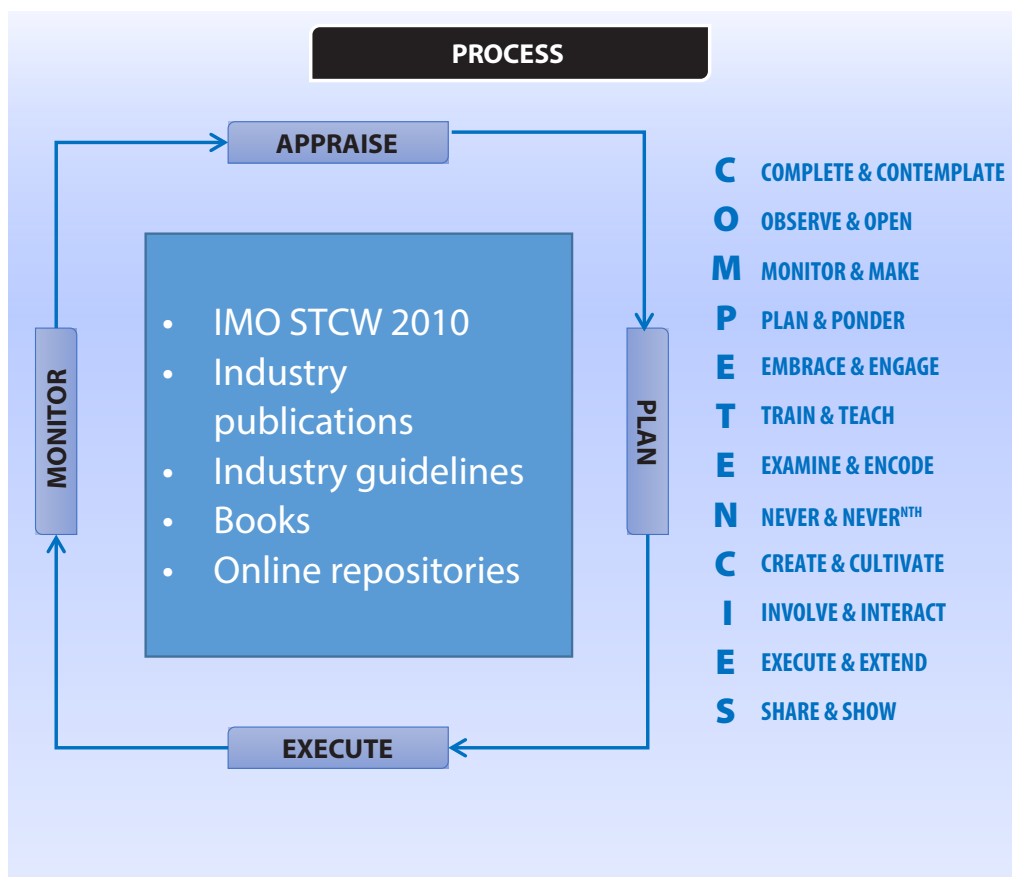 PROCESS
APPRAISE
MONITOR
PLAN
EXECUTE
• IMO STCW 2010
• Industry
publications
• Industry guidelines
• Books
• Online repositories
C COMPLETE & CONTEMPLATE
O OBSERVE & OPEN
M MONITOR & MAKE
P PLAN & PONDER
E EMBRACE & ENGAGE
T TRAIN & TEACH
E EXAMINE & ENCODE
N NEVER & NEVERᴺᵀᴴ
C CREATE & CULTIVATE
I INVOLVE & INTERACT
E EXECUTE & EXTEND
S SHARE & SHOW